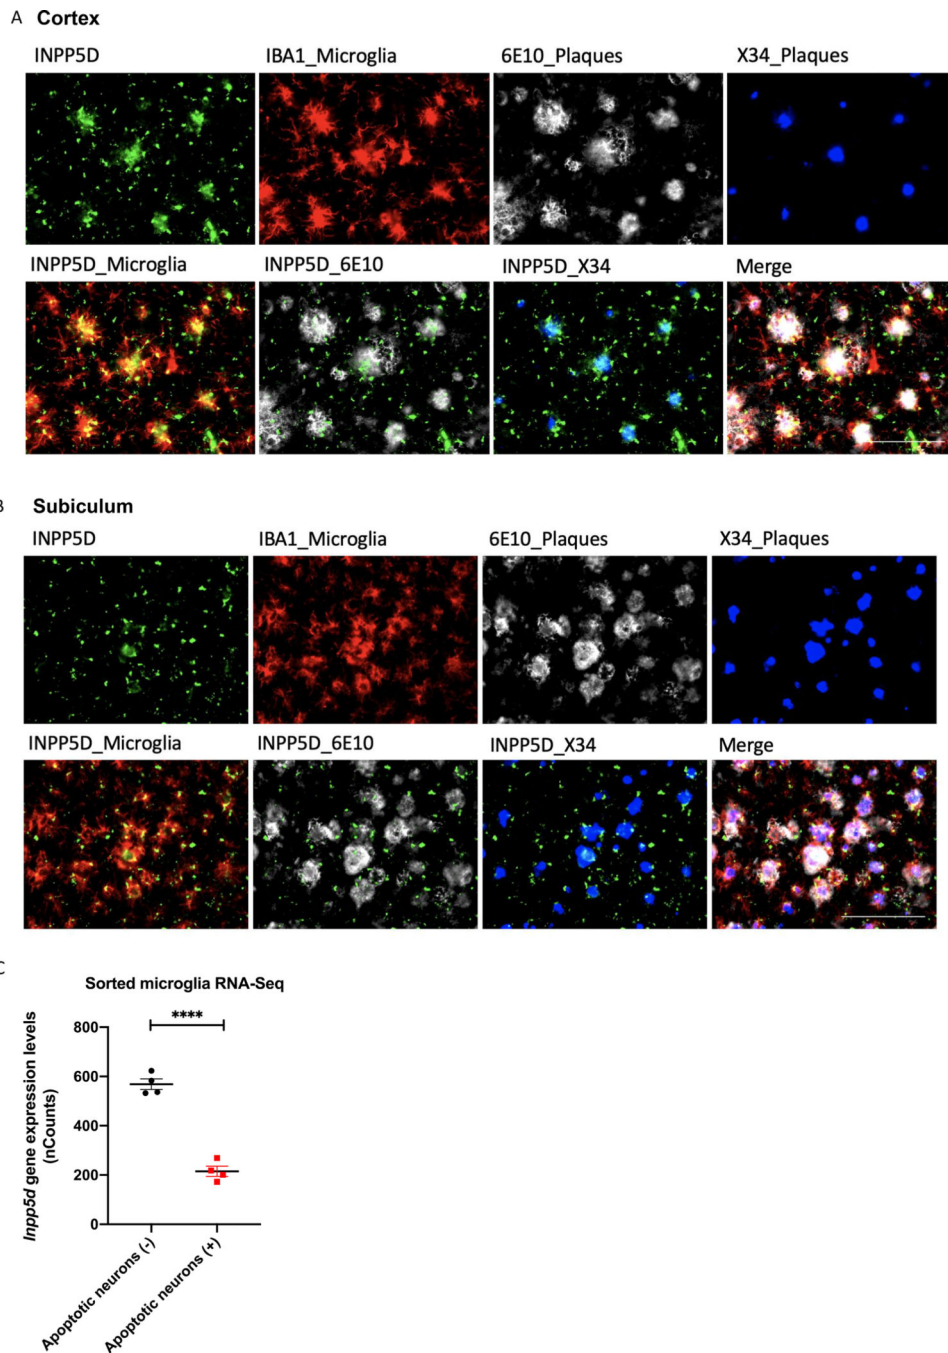 A Cortex
INPP5D IBA1_Microglia 6E10_Plaques X34_Plaques
INPP5D_Microglia INPP5D_6E10 INPP5D_X34 Merge
B Subiculum
INPP5D IBA1_Microglia 6E10_Plaques X34_Plaques
INPP5D_Microglia INPP5D_6E10 INPP5D_X34 Merge
C
Sorted microglia RNA-Seq
****
800
600
400
200
0
Inpp5d gene expression levels
(nCounts)
Apoptotic neurons (-)
Apoptotic neurons (+)